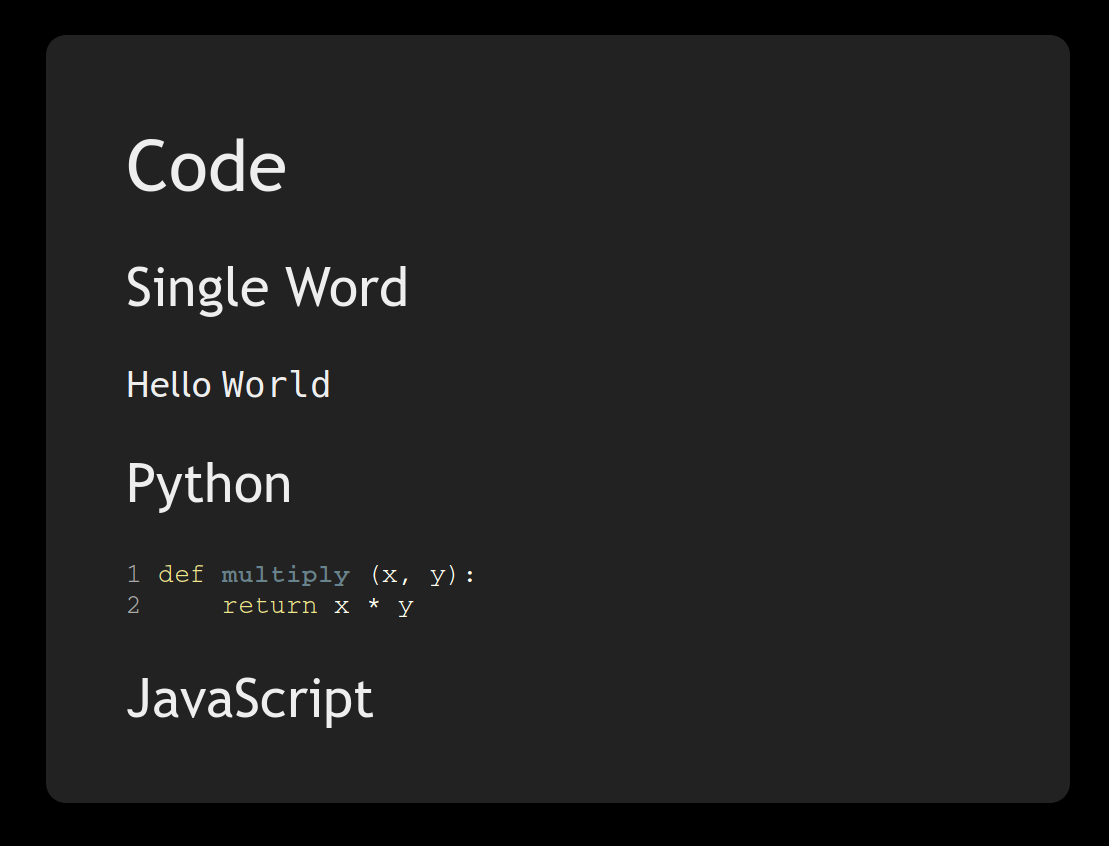 Code
Single Word
Hello World
Python
1 def multiply (x, y):
2     return x * y
JavaScript